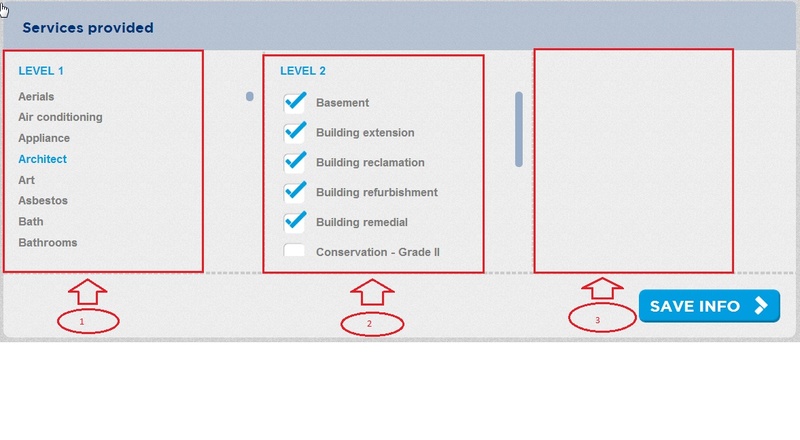 Services provided
LEVEL 1
Aerials
Air conditioning
Appliance
Architect
Art
Asbestos
Bath
Bathrooms
LEVEL 2
Basement
Building extension
Building reclamation
Building refurbishment
Building remedial
Conservation - Grade II
1
2
3
SAVE INFO